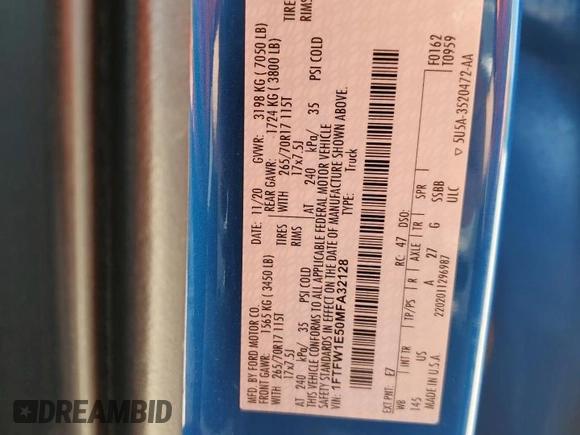 MFD. BY FORD MOTOR CO.
DATE: 11/20 GVWR: 3198 KG ( 7050 LB)
FRONT GAWR: 1565 KG ( 3450 LB) REAR GAWR: 1724 KG ( 3800 LB)
WITH 265/70R17 115T TIRES WITH 265/70R17 115T TIRES
17x7.5J RIMS 17x7.5J RIMS
AT 240 kPa/ 35 PSI COLD AT 240 kPa/ 35 PSI COLD
THIS VEHICLE CONFORMS TO ALL APPLICABLE FEDERAL MOTOR VEHICLE
SAFETY STANDARDS IN EFFECT ON THE DATE OF MANUFACTURE SHOWN ABOVE.
VIN: 1FTFW1E50MFA32128
TYPE: Truck
EXT PNT: E7 RC: 47 DSO: F0162
T0959
WB INT TR TP/PS R AXLE TR SPR
145 US A 27 G SSBB
ULC
MADE IN U.S.A. 2202011296987 5U5A-3520472-AA
DREAMBID